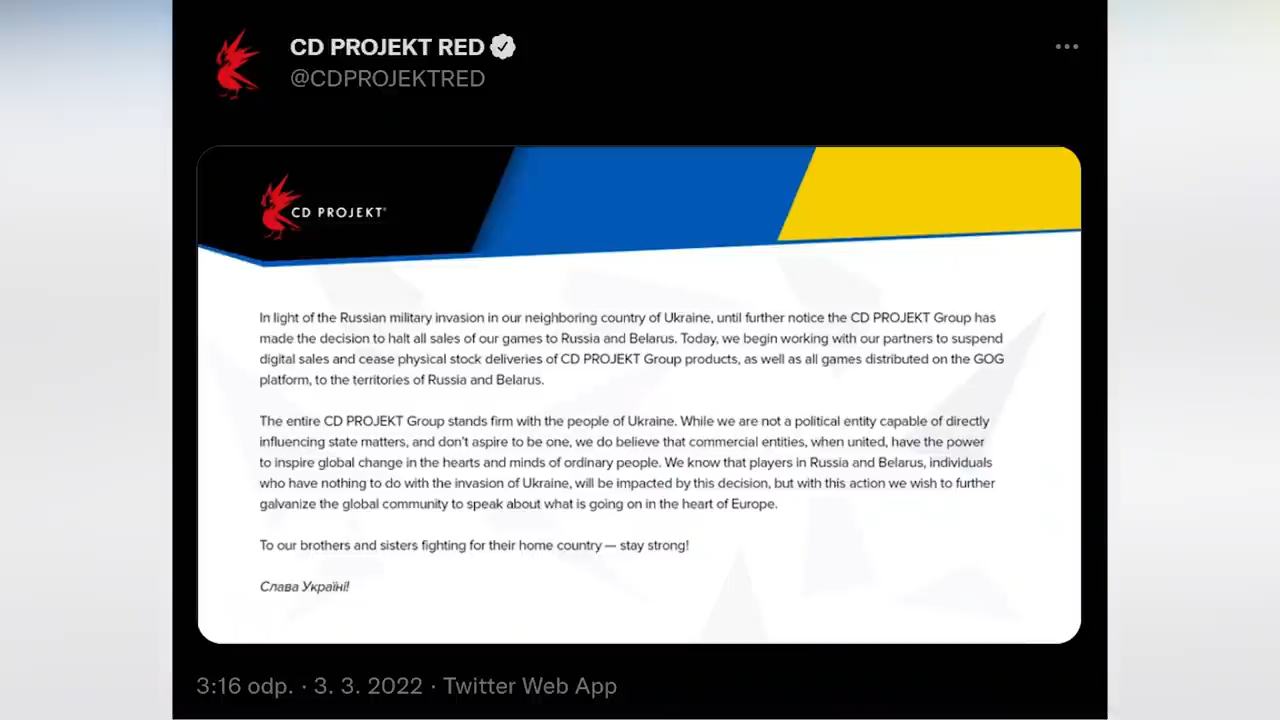 CD PROJEKT RED
@CDPROJEKTRED
CD PROJEKT®
In light of the Russian military invasion in our neighboring country of Ukraine, until further notice the CD PROJEKT Group has
made the decision to halt all sales of our games to Russia and Belarus. Today, we begin working with our partners to suspend
digital sales and cease physical stock deliveries of CD PROJEKT Group products, as well as all games distributed on the GOG
platform, to the territories of Russia and Belarus.
The entire CD PROJEKT Group stands firm with the people of Ukraine. While we are not a political entity capable of directly
influencing state matters, and don't aspire to be one, we do believe that commercial entities, when united, have the power
to inspire global change in the hearts and minds of ordinary people. We know that players in Russia and Belarus, individuals
who have nothing to do with the invasion of Ukraine, will be impacted by this decision, but with this action we wish to further
galvanize the global community to speak about what is going on in the heart of Europe.
To our brothers and sisters fighting for their home country — stay strong!
Слава Україні!
3:16 odp. · 3. 3. 2022 · Twitter Web App